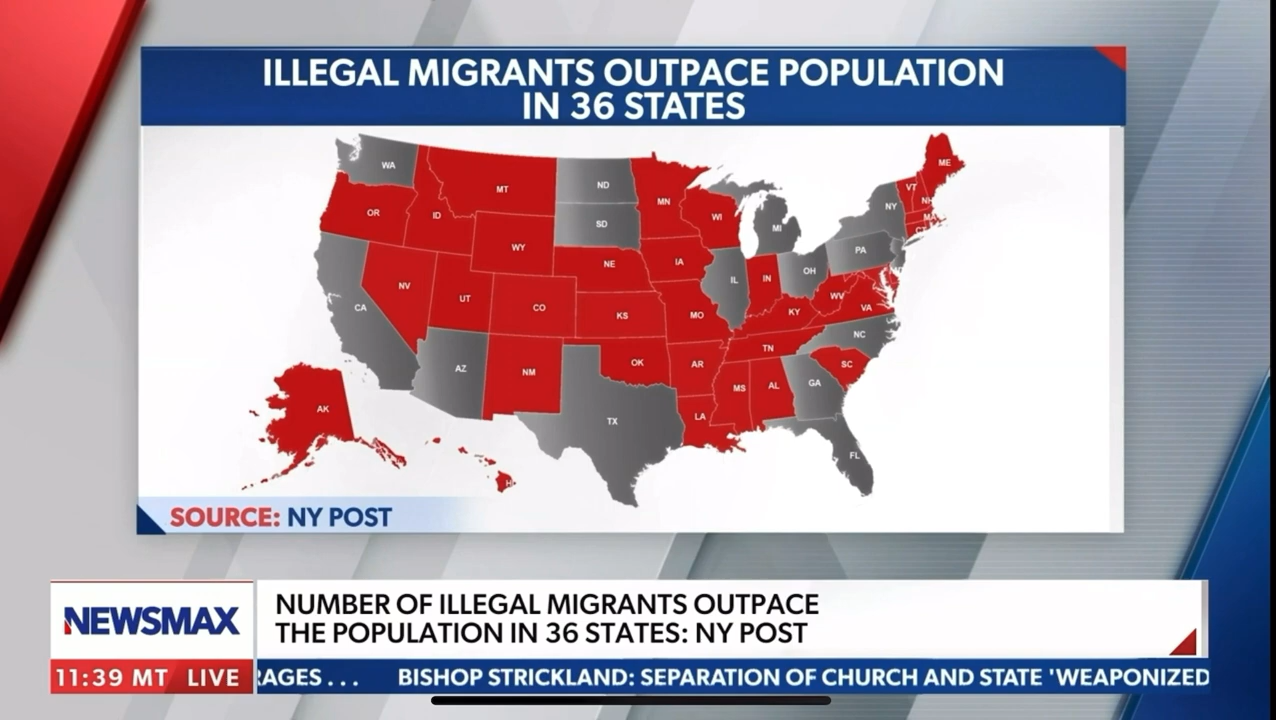 ILLEGAL MIGRANTS OUTPACE POPULATION
IN 36 STATES
WA
MT
ND
MN
ME
VT
NH
OR
ID
SD
WI
MI
NY
MA
CT
WY
IA
PA
NE
NV
UT
CO
IL
IN
OH
CA
KS
MO
WV
VA
KY
NC
AZ
NM
OK
AR
TN
SC
MS
AL
GA
AK
TX
LA
FL
SOURCE: NY POST
NEWSMAX
NUMBER OF ILLEGAL MIGRANTS OUTPACE
THE POPULATION IN 36 STATES: NY POST
11:39 MT LIVE
RAGES . . . BISHOP STRICKLAND: SEPARATION OF CHURCH AND STATE 'WEAPONIZED